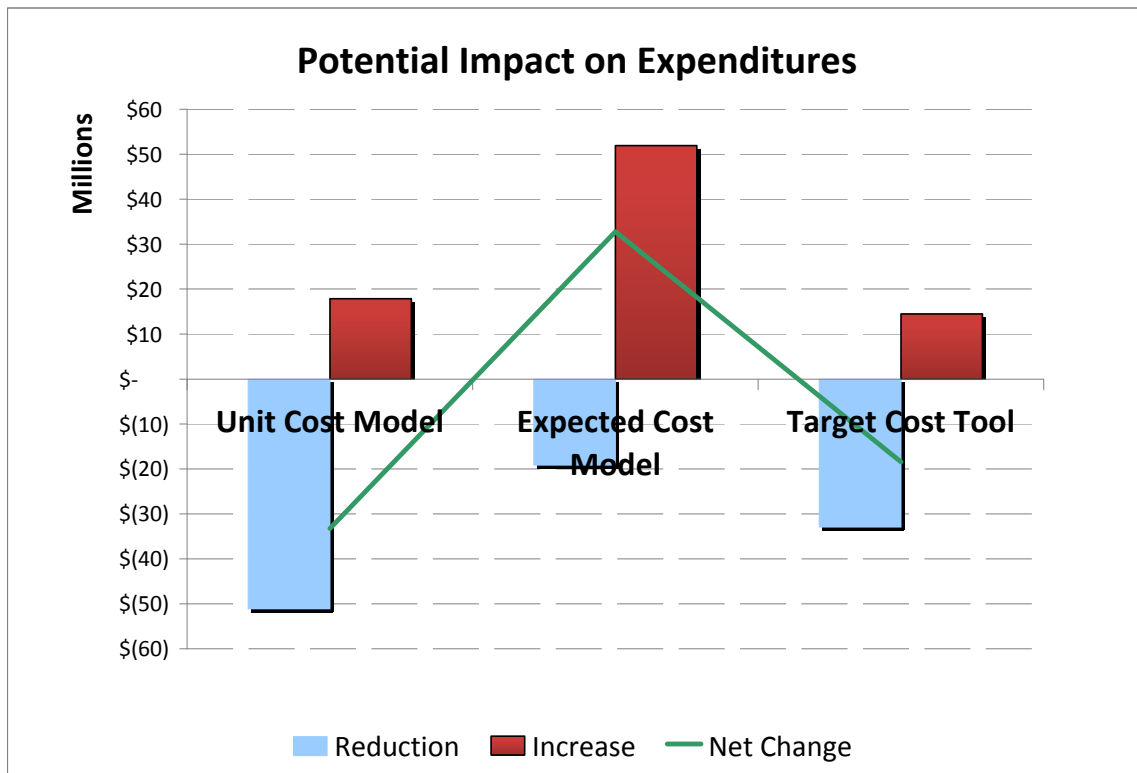 Potential Impact on Expenditures
Millions
$60
$50
$40
$30
$20
$10
$-
$(10)
$(20)
$(30)
$(40)
$(50)
$(60)
Unit Cost Model
Expected Cost
Model
Target Cost Tool
Reduction
Increase
Net Change